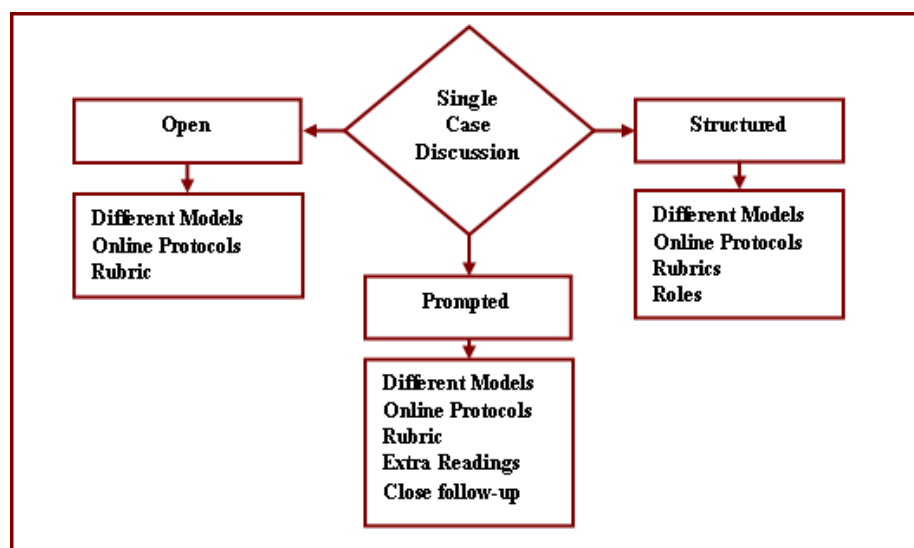 Single
Case
Discussion
Open
Different Models
Online Protocols
Rubric
Prompted
Different Models
Online Protocols
Rubric
Extra Readings
Close follow-up
Structured
Different Models
Online Protocols
Rubrics
Roles